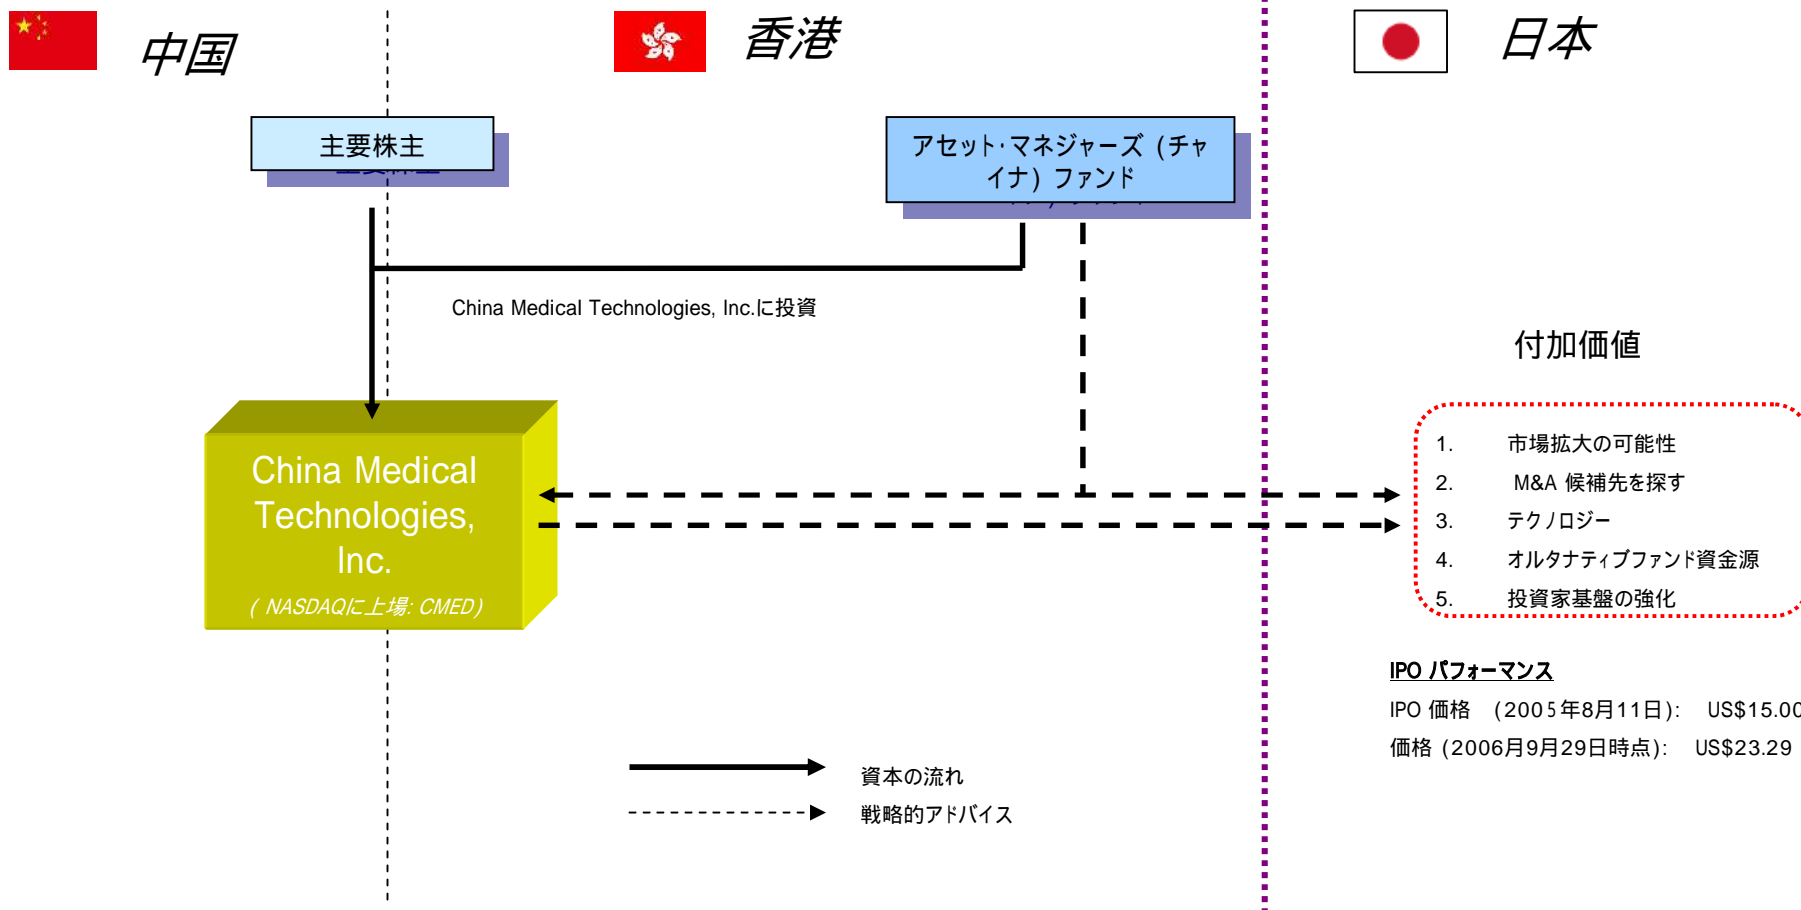 中国
香港
日本
主要株主
アセット・マネジャーズ (チャ
イナ) ファンド
China Medical Technologies, Inc.に投資
付加価値
China Medical
Technologies,
Inc.
( NASDAQに上場: CMED)
1. 市場拡大の可能性
2. M&A 候補先を探す
3. テクノロジー
4. オルタナティブファンド資金源
5. 投資家基盤の強化
IPO パフォーマンス
IPO 価格 (2005年8月11日): US$15.00
価格 (2006月9月29日時点): US$23.29
資本の流れ
戦略的アドバイス